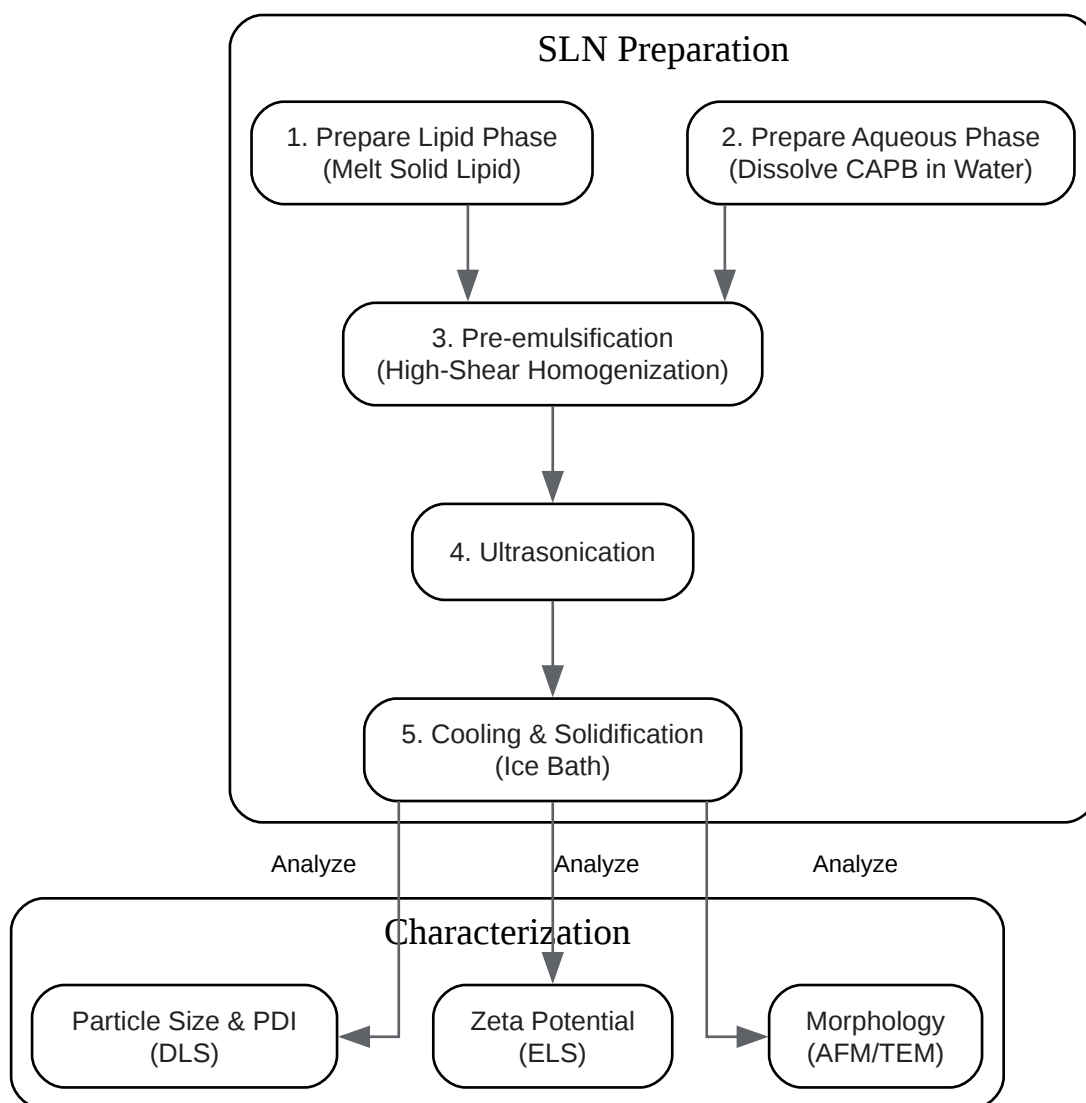 SLN Preparation
1. Prepare Lipid Phase
(Melt Solid Lipid)
2. Prepare Aqueous Phase
(Dissolve CAPB in Water)
3. Pre-emulsification
(High-Shear Homogenization)
4. Ultrasonication
5. Cooling & Solidification
(Ice Bath)
Analyze
Analyze
Analyze
Characterization
Particle Size & PDI
(DLS)
Zeta Potential
(ELS)
Morphology
(AFM/TEM)